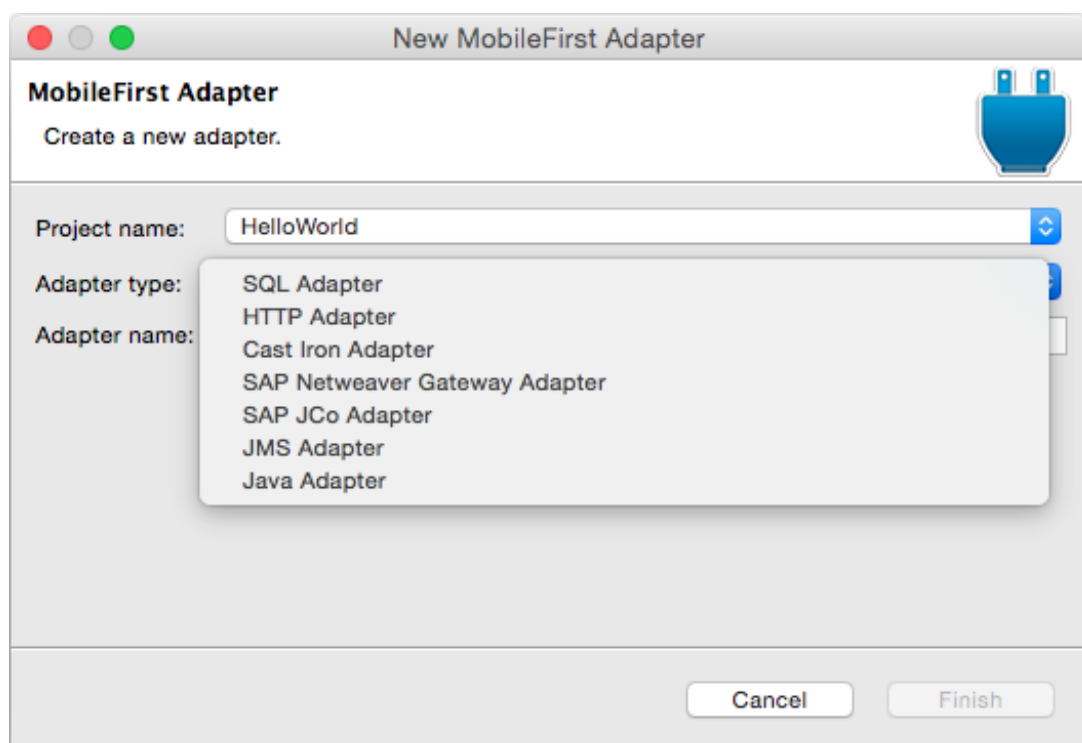 New MobileFirst Adapter
MobileFirst Adapter
Create a new adapter.
Project name: HelloWorld
Adapter type:
SQL Adapter
HTTP Adapter
Adapter name:
Cast Iron Adapter
SAP Netweaver Gateway Adapter
SAP JCo Adapter
JMS Adapter
Java Adapter
Cancel Finish